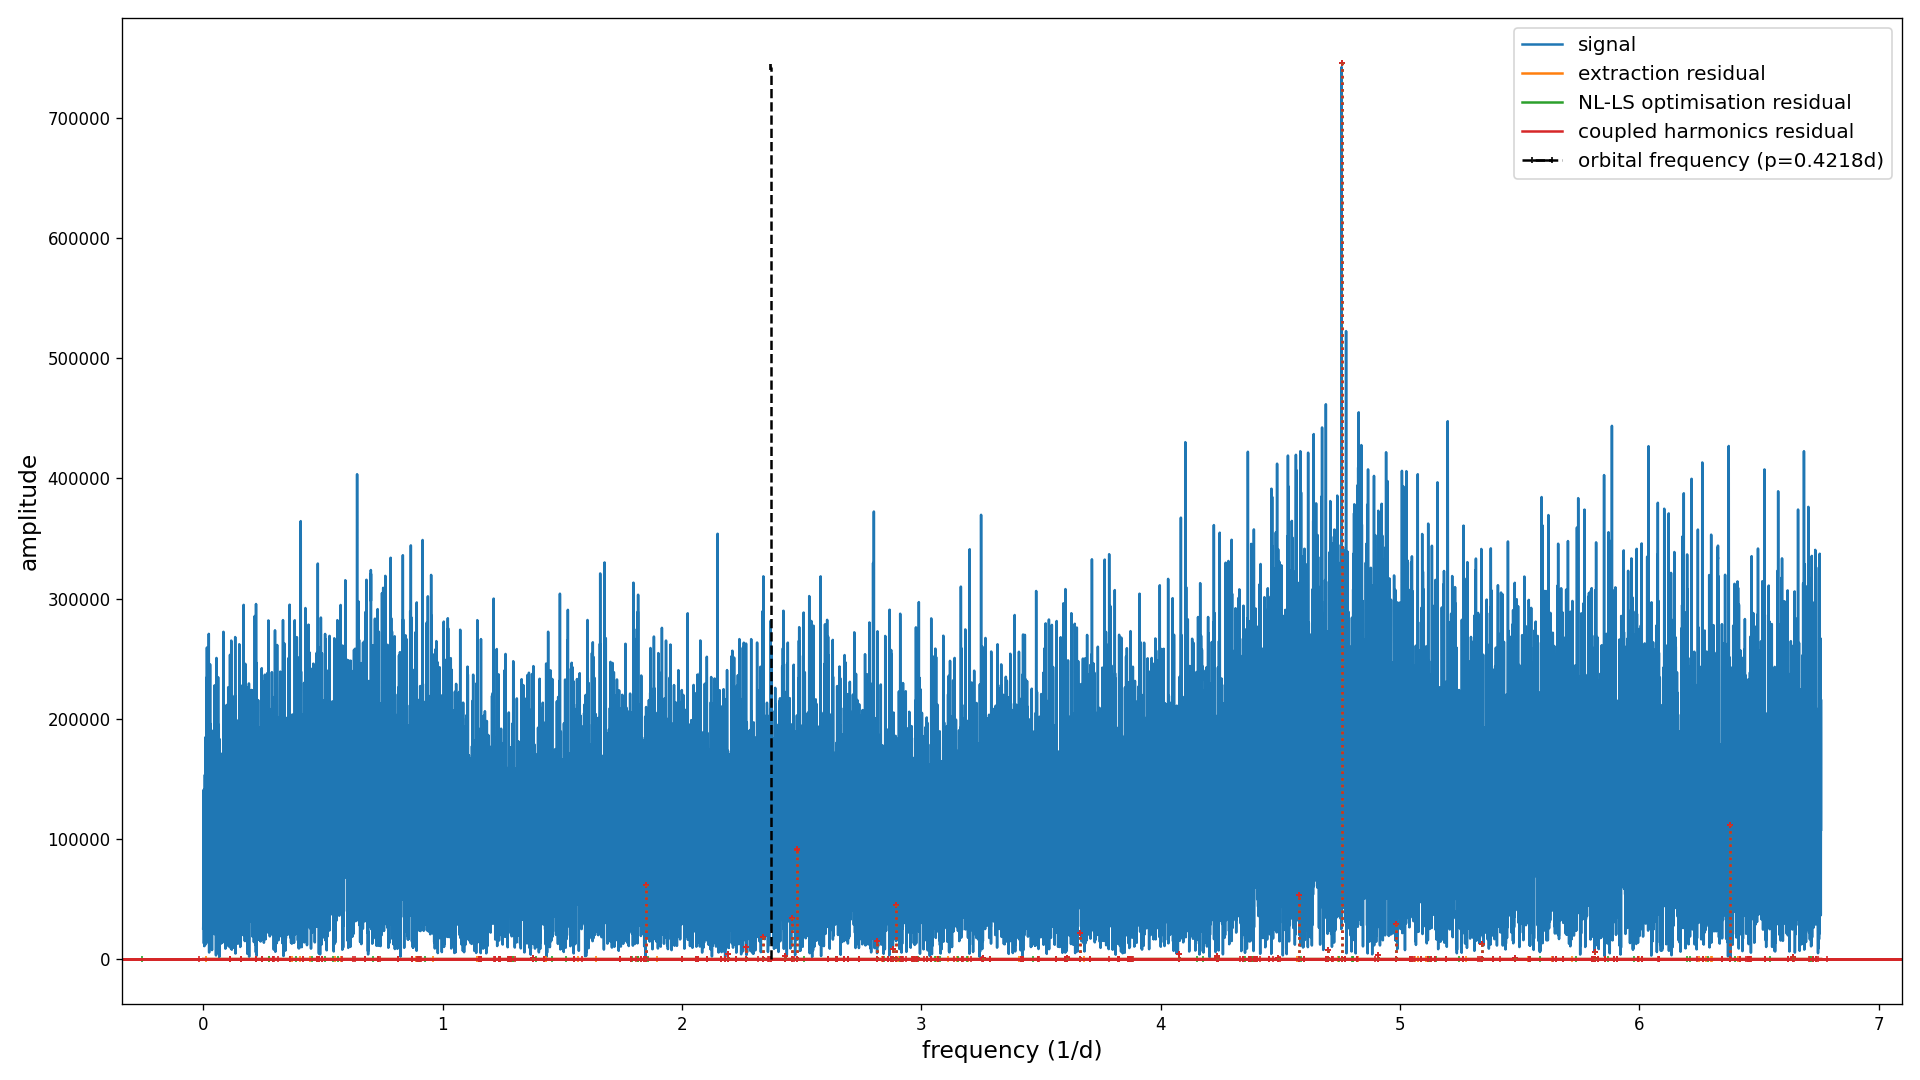 signal
extraction residual
NL-LS optimisation residual
coupled harmonics residual
orbital frequency (p=0.4218d)
700000
600000
500000
400000
300000
200000
100000
0
amplitude
0 1 2 3 4 5 6 7
frequency (1/d)